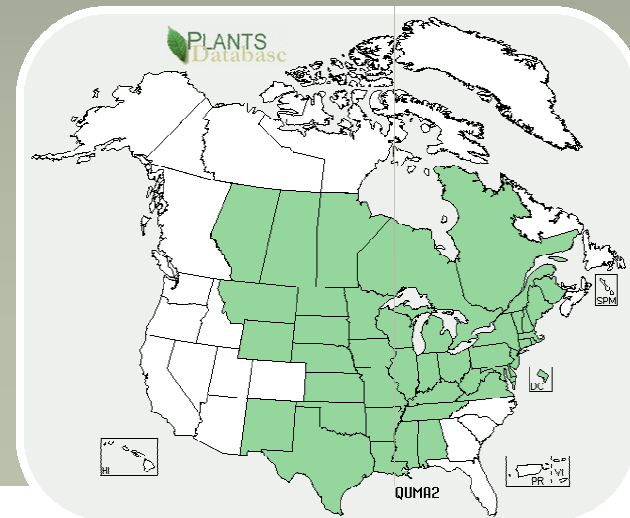 PLANTS
Database
SPM
DC
HI
PR
VI
QUMA2